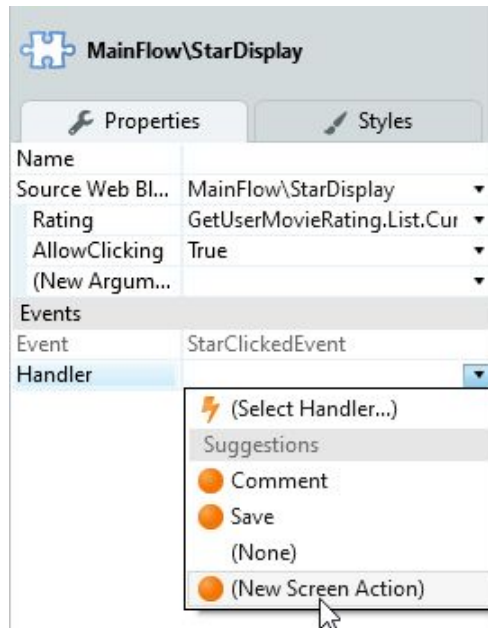 MainFlow\StarDisplay
Properties Styles
Name
Source Web Bl... MainFlow\StarDisplay
Rating GetUserMovieRating.List.Cur
AllowClicking True
(New Argum...
Events
Event StarClickedEvent
Handler
(Select Handler...)
Suggestions
Comment
Save
(None)
(New Screen Action)